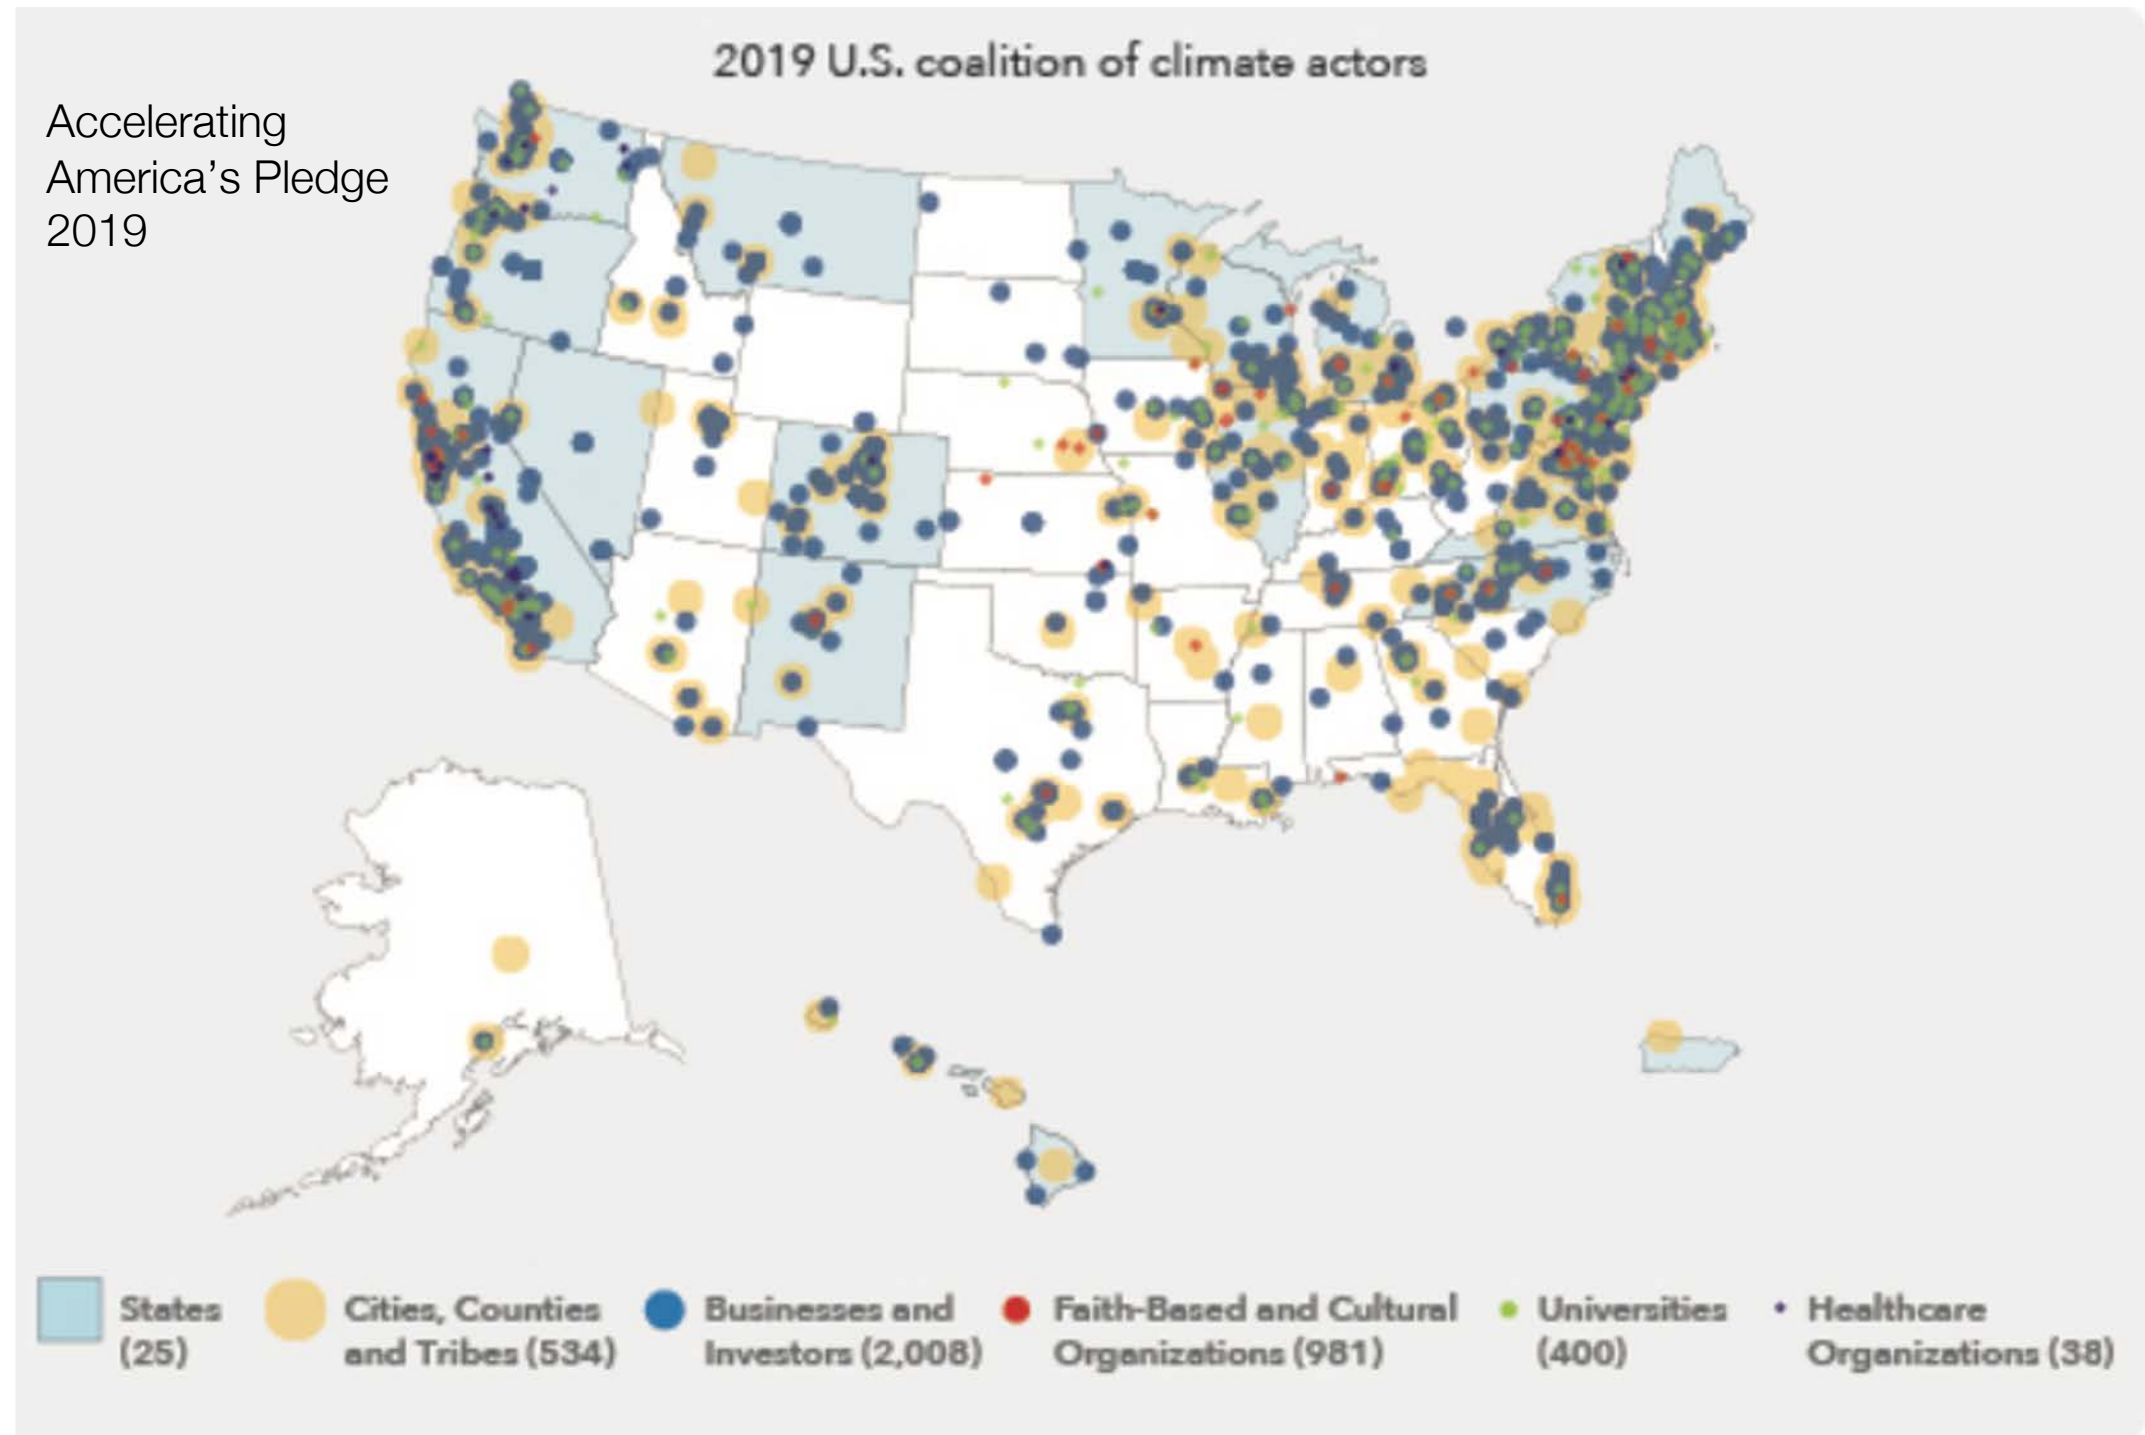 2019 U.S. coalition of climate actors
Accelerating
America’s Pledge
2019
States
(25)
Cities, Counties
and Tribes (534)
Businesses and
Investors (2,008)
Faith-Based and Cultural
Organizations (981)
Universities
(400)
Healthcare
Organizations (38)